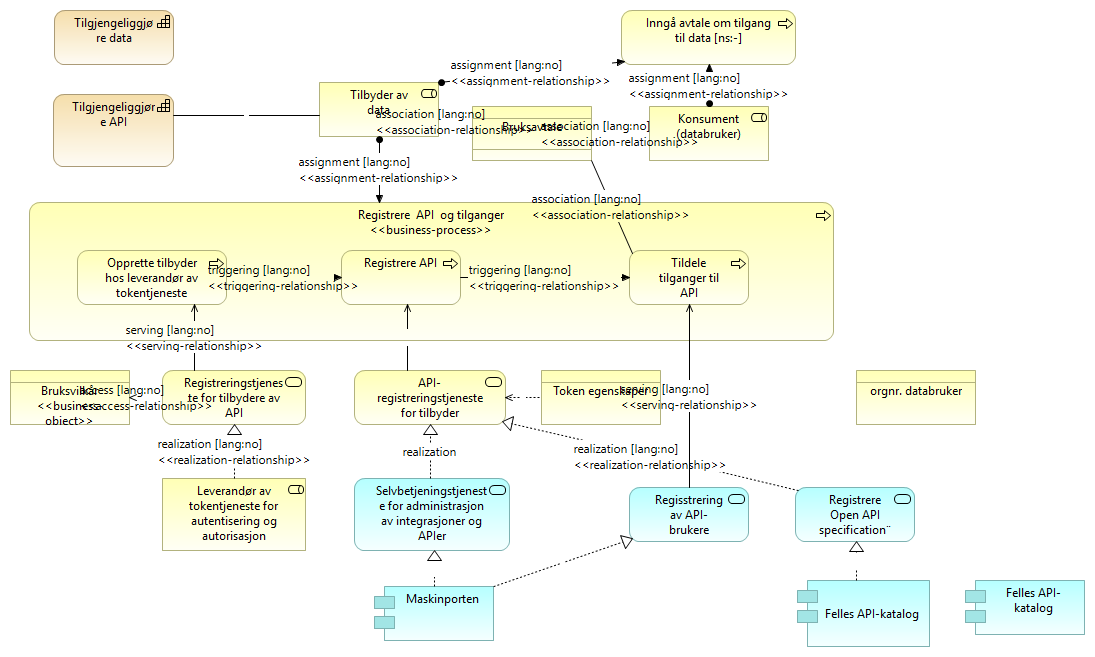 Tilgjengeliggjø
re data
Inngå avtale om tilgang
til data [ns:-]
assignment [lang:no]
<<assignment-relationship>>
assignment [lang:no]
<<assignment-relationship>>
Tilgjengeliggjør
e API
Tilbyder av
data
association [lang:no]
<<association-relationship>>
Bruksavtale
association [lang:no]
<<association-relationship>>
Konsument
(databruker)
assignment [lang:no]
<<assignment-relationship>>
association [lang:no]
<<association-relationship>>
Registrere  API  og tilganger
<<business-process>>
Opprette tilbyder
hos leverandør av
tokentjeneste
triggering [lang:no]
<<triggering-relationship>>
Registrere API
triggering [lang:no]
<<triggering-relationship>>
Tildele
tilganger til
API
serving [lang:no]
<<serving-relationship>>
Bruksvilkår
<<business-
object>>
access [lang:no]
<<access-relationship>>
Registreringstjenes
te for tilbydere av
API
API-
registreringstjeneste
for tilbyder
Token egenskaper
serving [lang:no]
<<serving-relationship>>
orgnr. databruker
realization [lang:no]
<<realization-relationship>>
realization
realization [lang:no]
<<realization-relationship>>
Leverandør av
tokentjeneste for
autentisering og
autorisasjon
Selvbetjeningstjenest
e for administrasjon
av integrasjoner og
APIer
Regisstrering
av API-
brukere
Registrere
Open API
specification¨
Maskinporten
Felles API-katalog
Felles API-
katalog